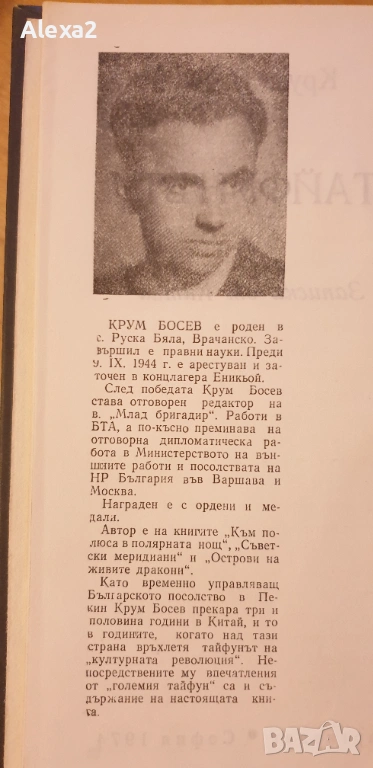 Alexa2
КРУМ БОСЕВ е роден в
с. Руска Бяла, Врачанско. За-
вършил е правни науки. Преди
9. IX. 1944 г. е арестуван и за-
точен в концлагера Еникьой.
След победата Крум Босев
става отговорен редактор на
в. „Млад бригадир“. Работи в
БТА, а по-късно преминава на
отговорна дипломатическа ра-
бота в Министерството на вън-
шните работи и посолствата на
НР България във Варшава и
Москва.
Награден е с ордени и ме-
дали.
Автор е на книгите „Към по-
люса в полярната нощ“, „Съвет-
ски меридиани“ и „Острови на
живите дракони“.
Като временно управляващ
Българското посолство в Пе-
кин Крум Босев прекара три и
половина години в Китай, и то
в годините, когато над тази
страна връхлетя тайфунът на
„културната революция“. Не-
посредствените му впечатления
от „големия тайфун“ са и съ-
държание на настоящата кни-
га.
BAZAR